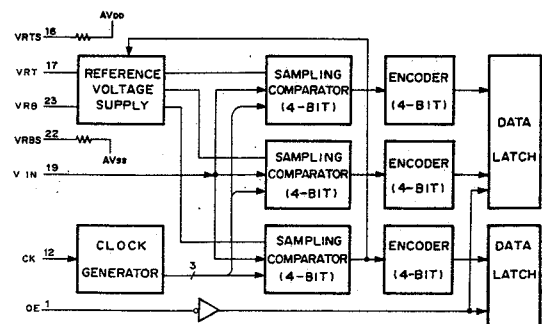 AVDD
VRTS 16
VRT 17
VRB 23
VRBS 22
AVSS
V IN 19
REFERENCE
VOLTAGE
SUPPLY
SAMPLING
COMPARATOR
(4-BIT)
ENCODER
(4-BIT)
DATA
LATCH
SAMPLING
COMPARATOR
(4-BIT)
ENCODER
(4-BIT)
CK 12
CLOCK
GENERATOR
3
SAMPLING
COMPARATOR
(4-BIT)
ENCODER
(4-BIT)
DATA
LATCH
OE 1